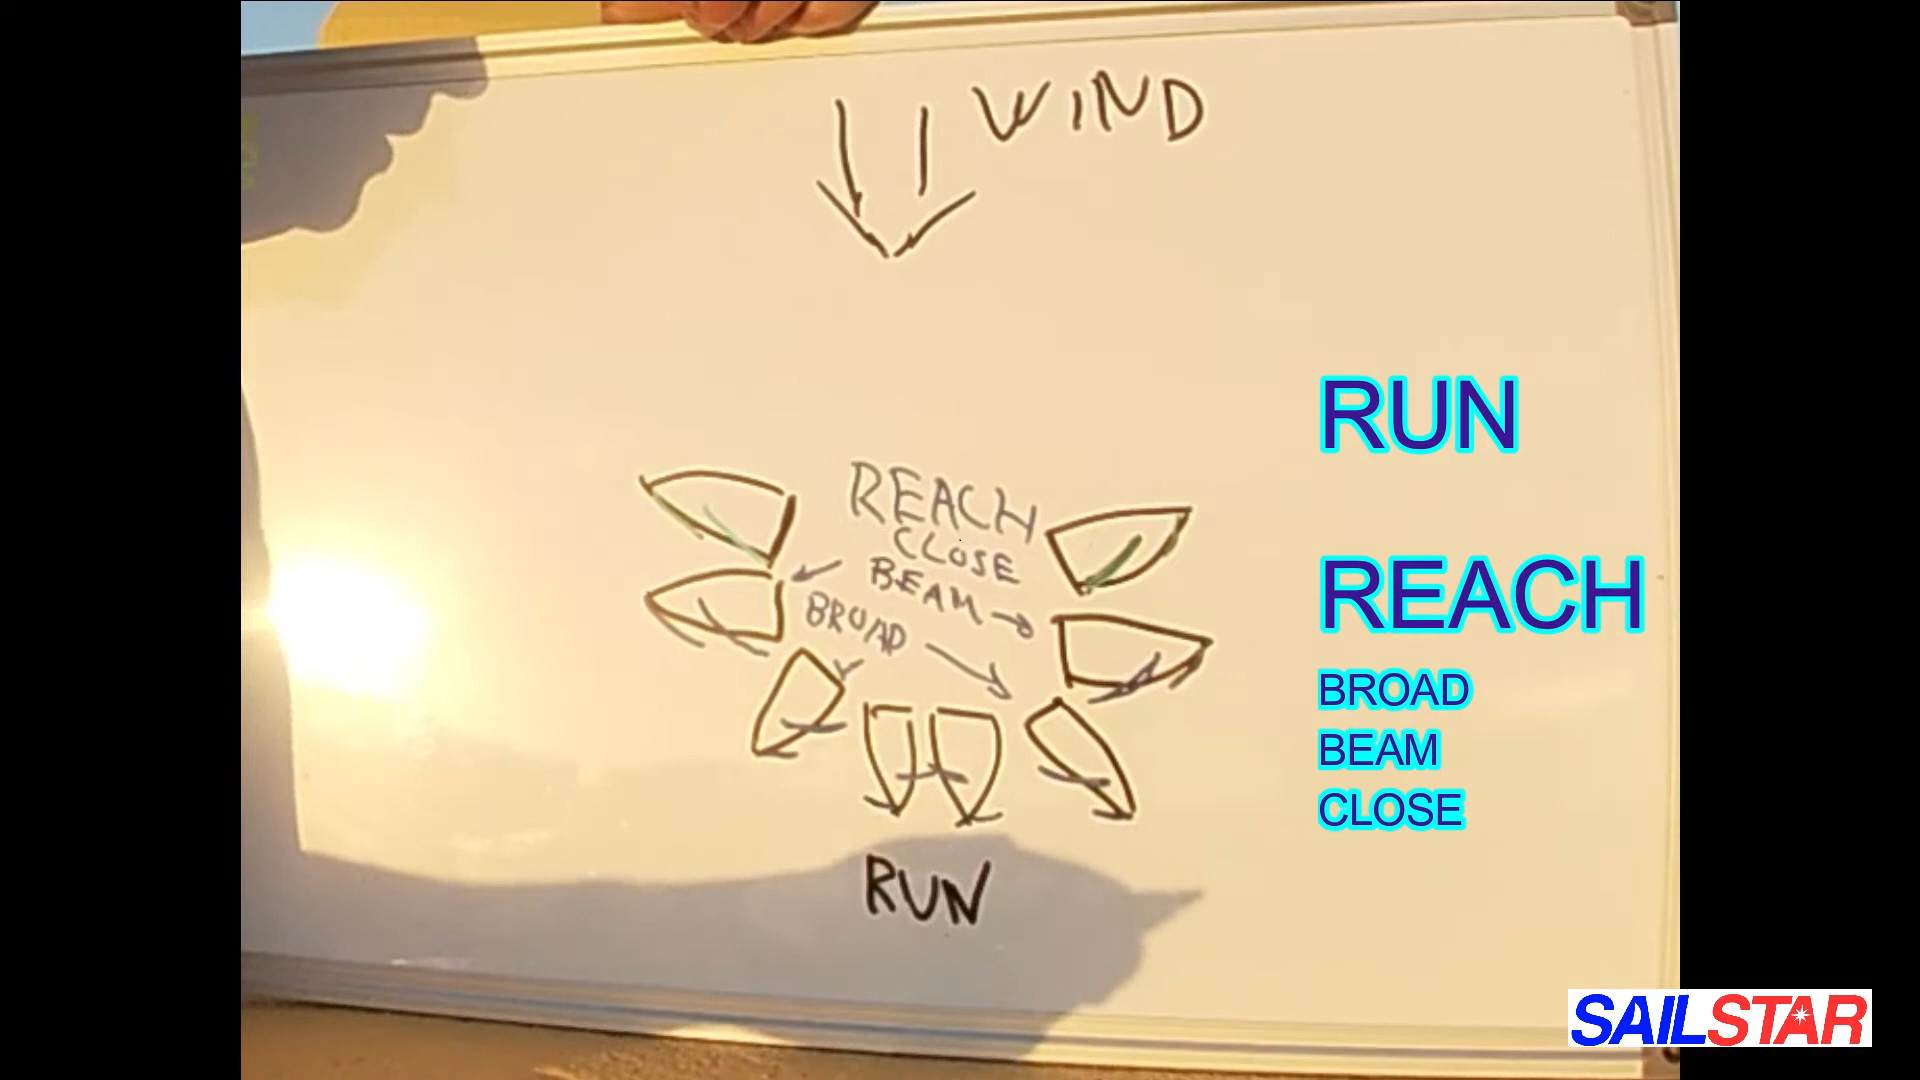 WIND
REACH
CLOSE
BEAM
BROAD
RUN
RUN
REACH
BROAD
BEAM
CLOSE
SAILSTAR